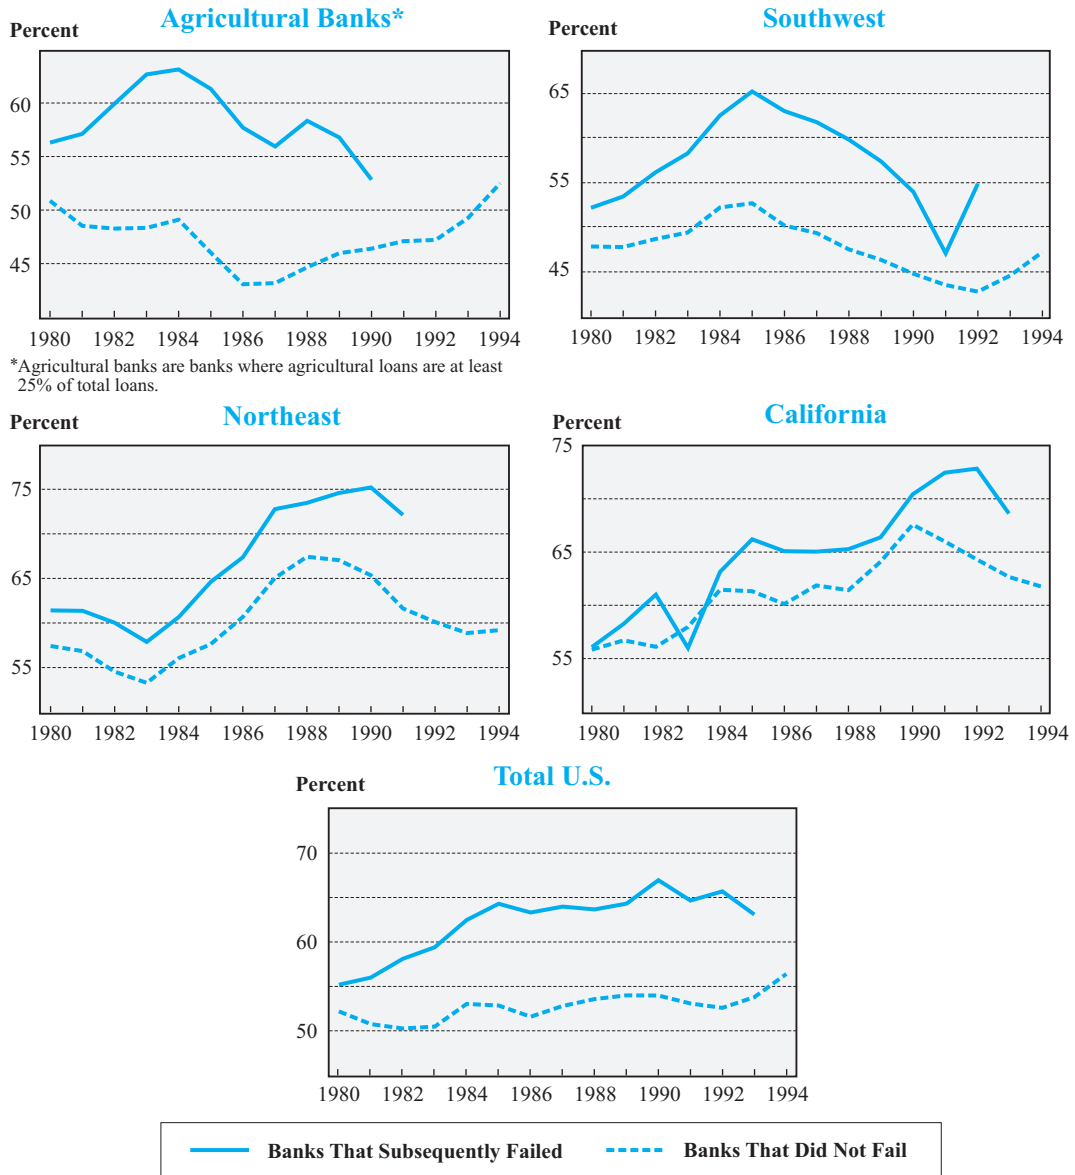 Agricultural Banks*
Percent
60
55
50
45
1980 1982 1984 1986 1988 1990 1992 1994
*Agricultural banks are banks where agricultural loans are at least
25% of total loans.
Southwest
Percent
65
55
45
1980 1982 1984 1986 1988 1990 1992 1994
Northeast
Percent
75
65
55
1980 1982 1984 1986 1988 1990 1992 1994
California
Percent
75
65
55
1980 1982 1984 1986 1988 1990 1992 1994
Total U.S.
Percent
70
60
50
1980 1982 1984 1986 1988 1990 1992 1994
Banks That Subsequently Failed
Banks That Did Not Fail